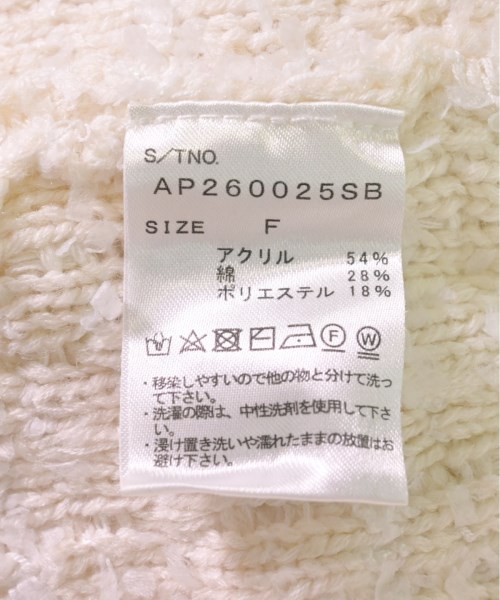 S/TNO.
AP260025SB
SIZE F
アクリル 54%
綿 28%
ポリエステル 18%
F W
・移染しやすいので他の物と分けて洗っ
て下さい。
・洗濯の際は、中性洗剤を使用して下さ
い。
・浸け置き洗いや濡れたままの放置はお
避け下さい。